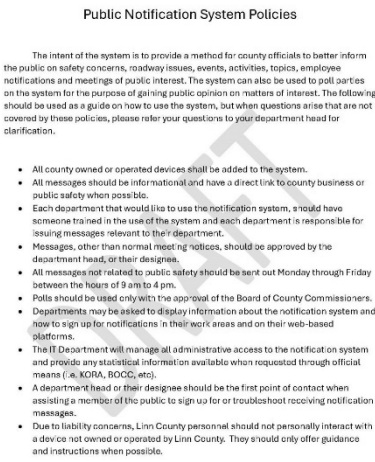 Public Notification System Policies
The intent of the system is to provide a method for county officials to better inform
the public on safety concerns, roadway issues, events, activities, topics, employee
notifications and meetings of public interest. The system can also be used to poll parties
on the system for the purpose of gaining public opinion on matters of interest. The following
should be used as a guide on how to use the system, but when questions arise that are not
covered by these policies, please refer your questions to your department head for
clarification.
• All county owned or operated devices shall be added to the system.
• All messages should be informational and have a direct link to county business or
public safety when possible.
• Each department that would like to use the notification system, should have
someone trained in the use of the system and each department is responsible for
issuing messages relevant to their department.
• Messages, other than normal meeting notices, should be approved by the
department head, or their designee.
• All messages not related to public safety should be sent out Monday through Friday
between the hours of 9 am to 4 pm.
• Polls should be used only with the approval of the Board of County Commissioners.
• Departments may be asked to display information about the notification system and
how to sign up for notifications in their work areas and on their web-based
platforms.
• The IT Department will manage all administrative access to the notification system
and provide any statistical information available when requested through official
means (i.e. KORA, BOCC, etc).
• A department head or their designee should be the first point of contact when
assisting a member of the public to sign up for or troubleshoot receiving notification
messages.
• Due to liability concerns, Linn County personnel should not personally interact with
a device not owned or operated by Linn County. They should only offer guidance
and instructions when possible.
DRAFT